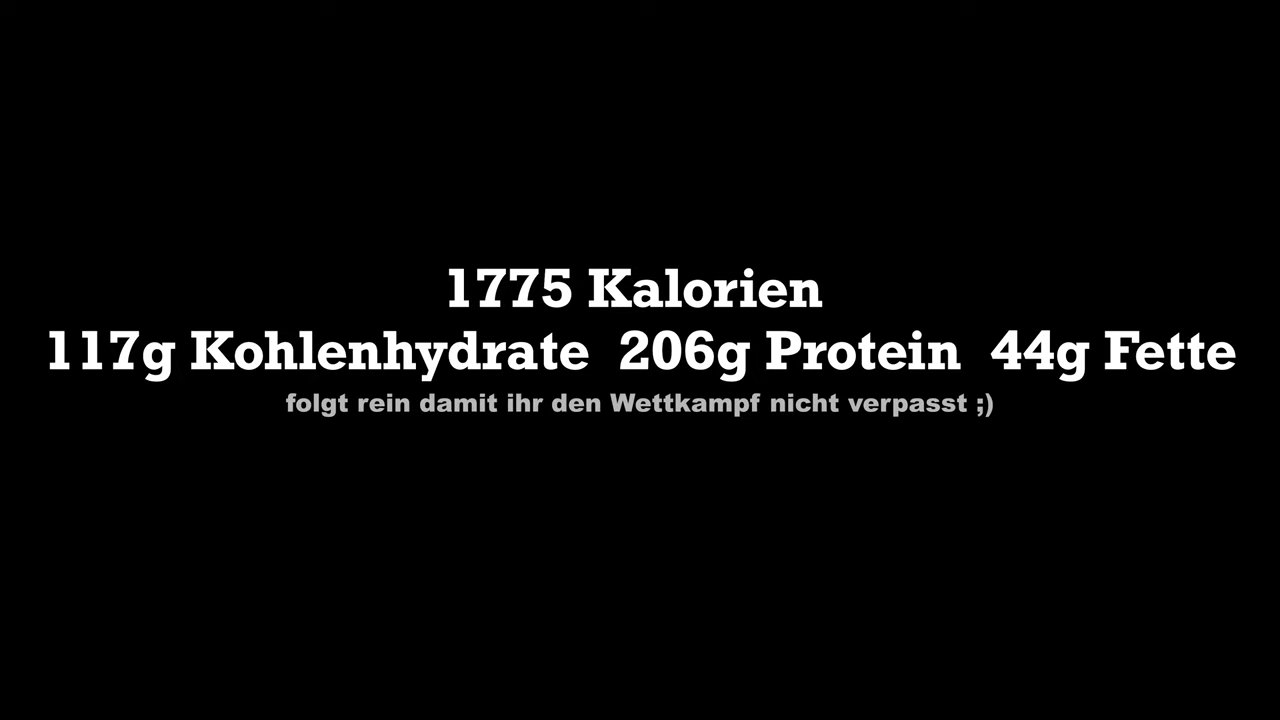 1775 Kalorien
117g Kohlenhydrate  206g Protein  44g Fette
folgt rein damit ihr den Wettkampf nicht verpasst ;)